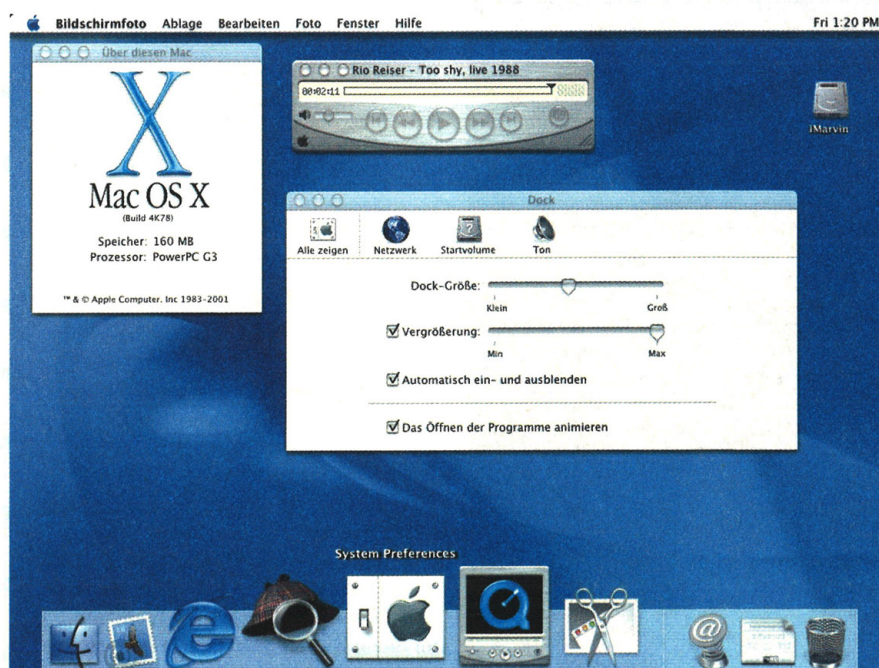 Bildschirmfoto Ablage Bearbeiten Foto Fenster Hilfe Fri 1:20 PM
Über diesen Mac
Mac OS X
(Build 4K78)
Speicher: 160 MB
Prozessor: PowerPC G3
™ & © Apple Computer, Inc 1983-2001
Rio Reiser - Too shy, live 1988
00:02:11
iMarvin
Dock
Alle zeigen Netzwerk Startvolume Ton
Dock-Größe:
Klein Groß
Vergrößerung:
Min Max
Automatisch ein- und ausblenden
Das Öffnen der Programme animieren
System Preferences